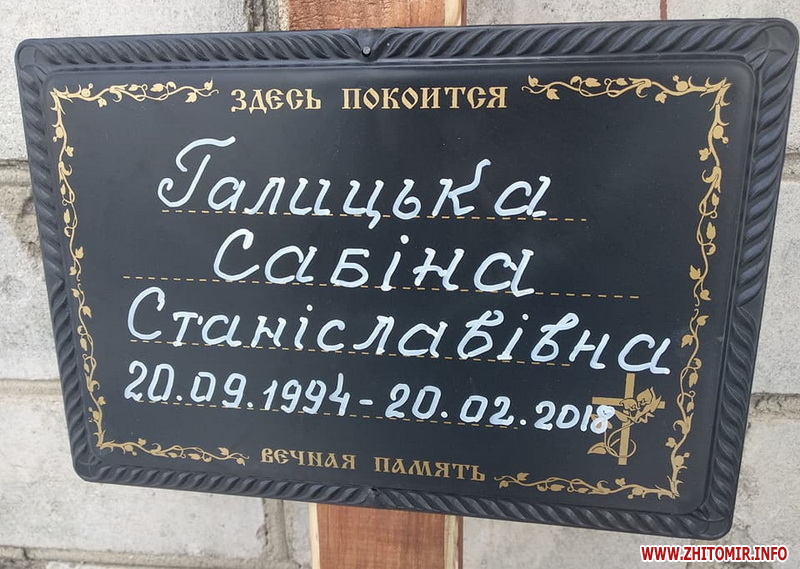 ЗДЕСЬ ПОКОИТСЯ
Галицька
Сабіна
Станіславівна
20.09.1994-20.02.2018
ВЕЧНАЯ ПАМЯТЬ
WWW.ZHITOMIR.INFO